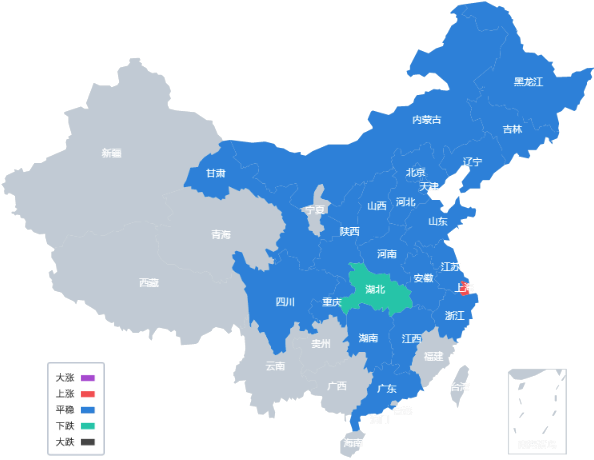 黑龙江
内蒙古
吉林
新疆
辽宁
北京
甘肃
天津
河北
山西
宁夏
山东
陕西
青海
河南
江苏
安徽
西藏
上海
湖北
四川
重庆
浙江
湖南
江西
贵州
福建
云南
广西
广东
台湾
海南
大涨
上涨
平稳
下跌
大跌